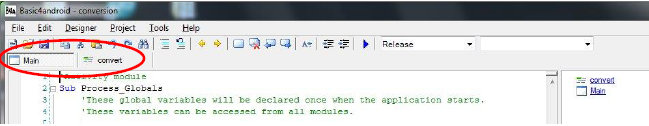 Basic4android - conversion
File Edit Designer Project Tools Help
Release
Main convert
1 'Activity module
2 Sub Process_Globals
3 'These global variables will be declared once when the application starts.
4 'These variables can be accessed from all modules.
convert
Main